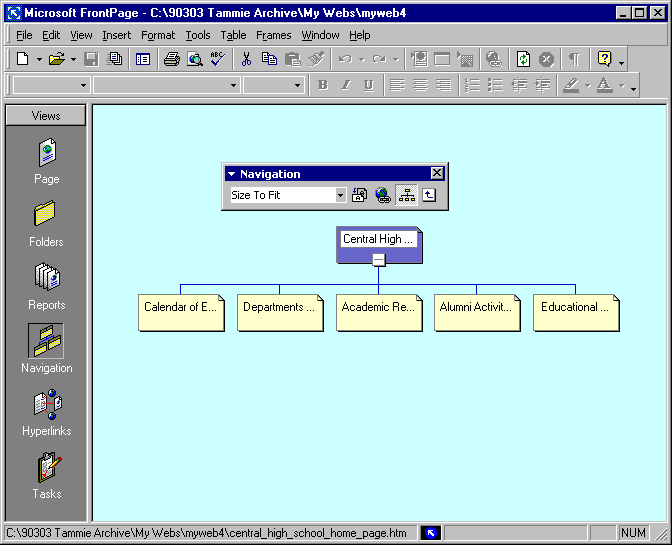 Microsoft FrontPage - C:\90303 Tammie Archive\My Webs\myweb4
File Edit View Insert Format Tools Table Frames Window Help
B I U
A
Views
Page
Folders
Reports
Navigation
Hyperlinks
Tasks
Navigation
Size To Fit
Central High ...
Calendar of E... Departments ... Academic Re... Alumni Activit... Educational ...
C:\90303 Tammie Archive\My Webs\myweb4\central_high_school_home_page.htm NUM